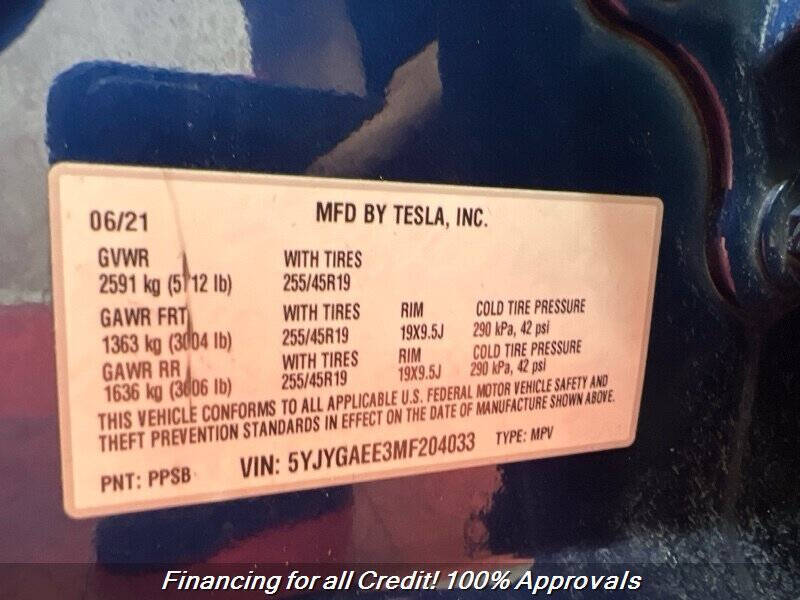 06/21 MFD BY TESLA, INC.
GVWR WITH TIRES
2591 kg (5712 lb) 255/45R19
GAWR FRT WITH TIRES RIM COLD TIRE PRESSURE
1363 kg (3004 lb) 255/45R19 19X9.5J 290 kPa, 42 psi
GAWR RR WITH TIRES RIM COLD TIRE PRESSURE
1636 kg (3606 lb) 255/45R19 19X9.5J 290 kPa, 42 psi
THIS VEHICLE CONFORMS TO ALL APPLICABLE U.S. FEDERAL MOTOR VEHICLE SAFETY AND
THEFT PREVENTION STANDARDS IN EFFECT ON THE DATE OF MANUFACTURE SHOWN ABOVE.
PNT: PPSB VIN: 5YJYGAEE3MF204033 TYPE: MPV
Financing for all Credit! 100% Approvals